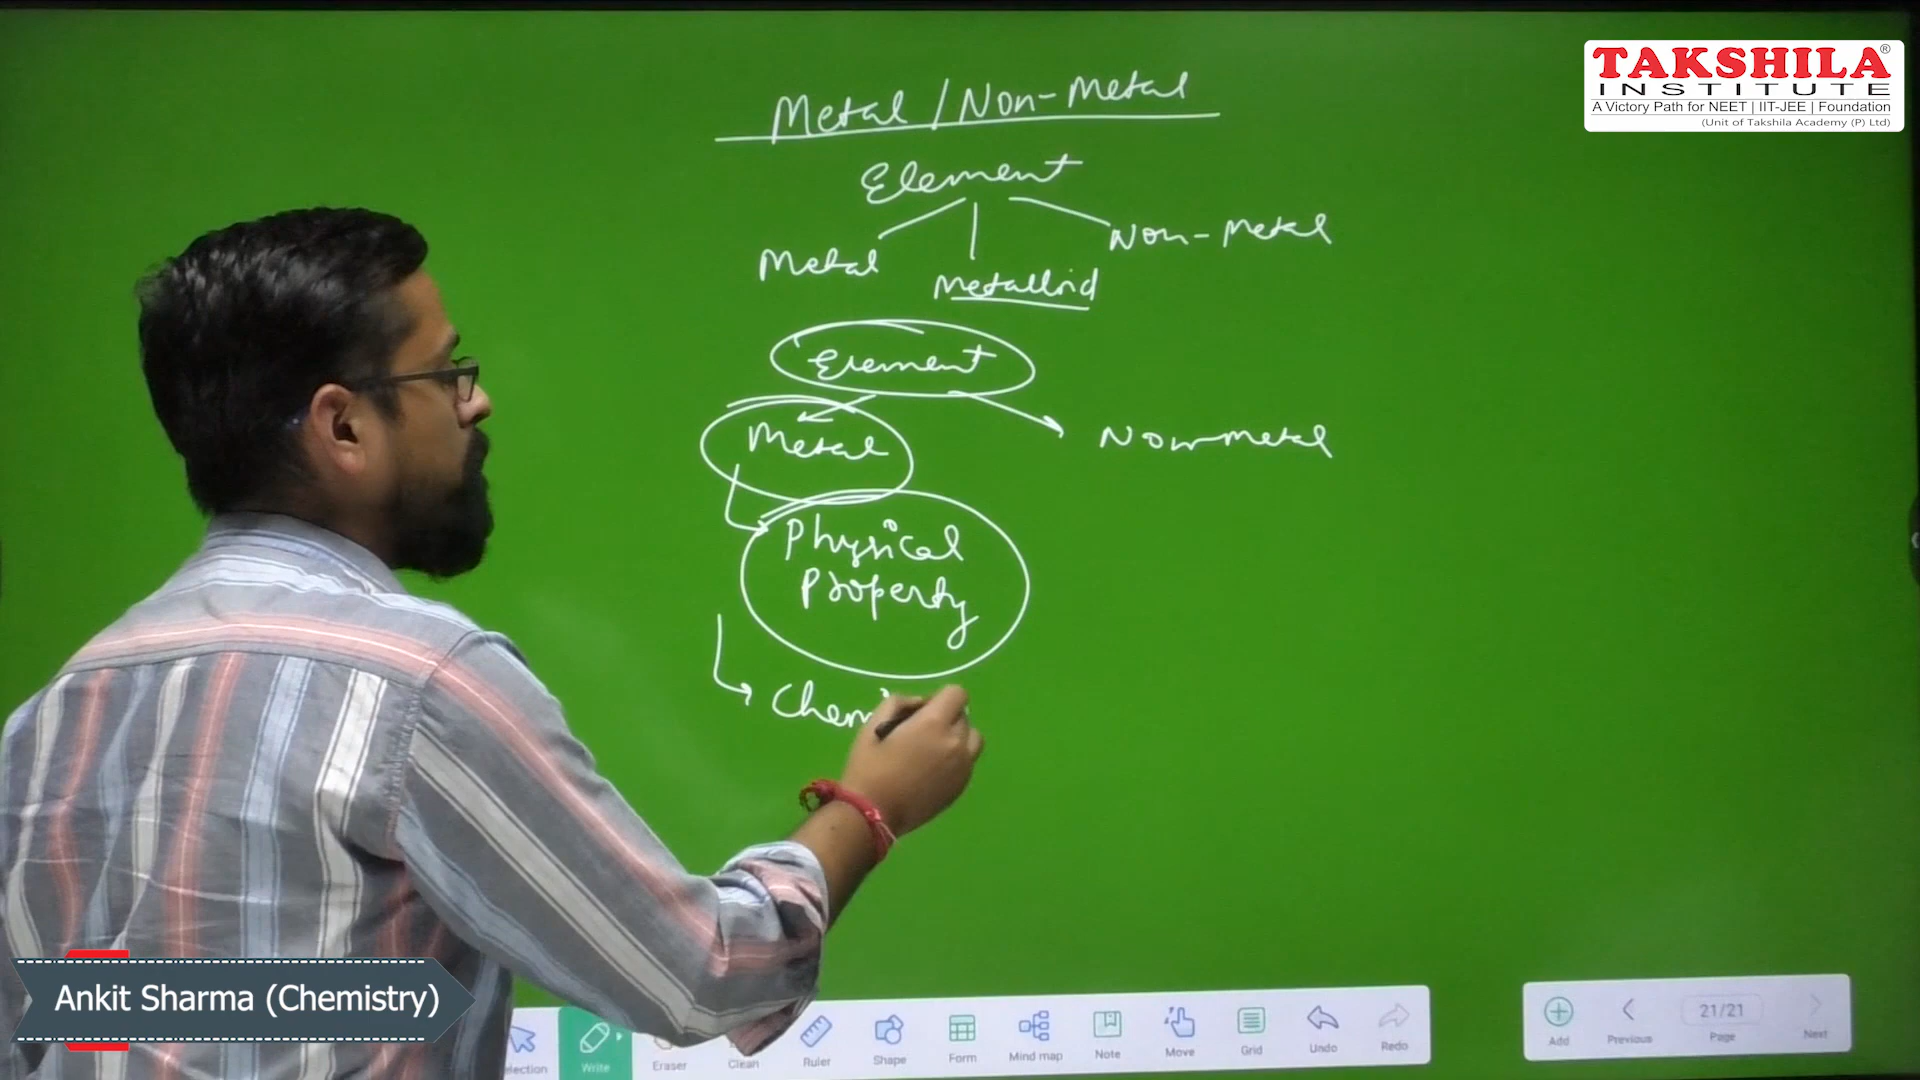 TAKSHILA®
INSTITUTE
A Victory Path for NEET | IIT-JEE | Foundation
(Unit of Takshila Academy (P) Ltd)
Metal / Non-Metal
Element
Metal
Metalloid
Non-Metal
Element
Metal
Non-metal
Physical
Property
Chemi
Ankit Sharma (Chemistry)
election
Write
Eraser
Clean
Ruler
Shape
Form
Mind map
Note
Move
Grid
Undo
Redo
Add
Previous
21/21
Page
Next